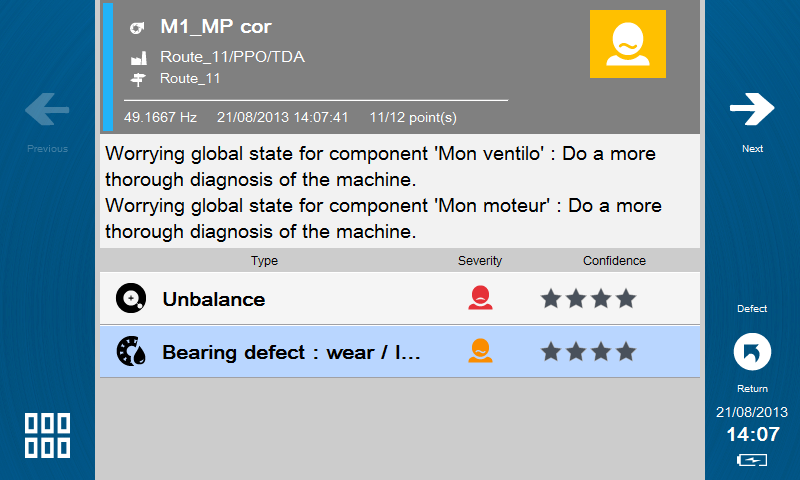 M1_MP cor
Route_11/PPO/TDA
Route_11
49.1667 Hz 21/08/2013 14:07:41 11/12 point(s)
Previous
Next
Worrying global state for component 'Mon ventilo' : Do a more
thorough diagnosis of the machine.
Worrying global state for component 'Mon moteur' : Do a more
thorough diagnosis of the machine.
Type Severity Confidence
Unbalance
Bearing defect : wear / l...
Defect
Return
21/08/2013
14:07